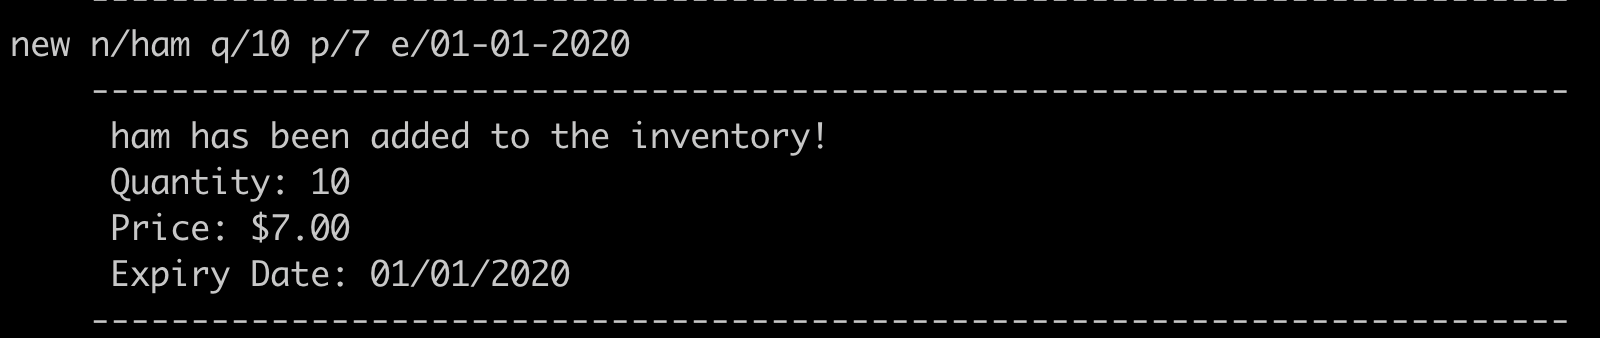 --------------------------------------------------------------------------
new n/ham q/10 p/7 e/01-01-2020
--------------------------------------------------------------------------
ham has been added to the inventory!
Quantity: 10
Price: $7.00
Expiry Date: 01/01/2020
--------------------------------------------------------------------------